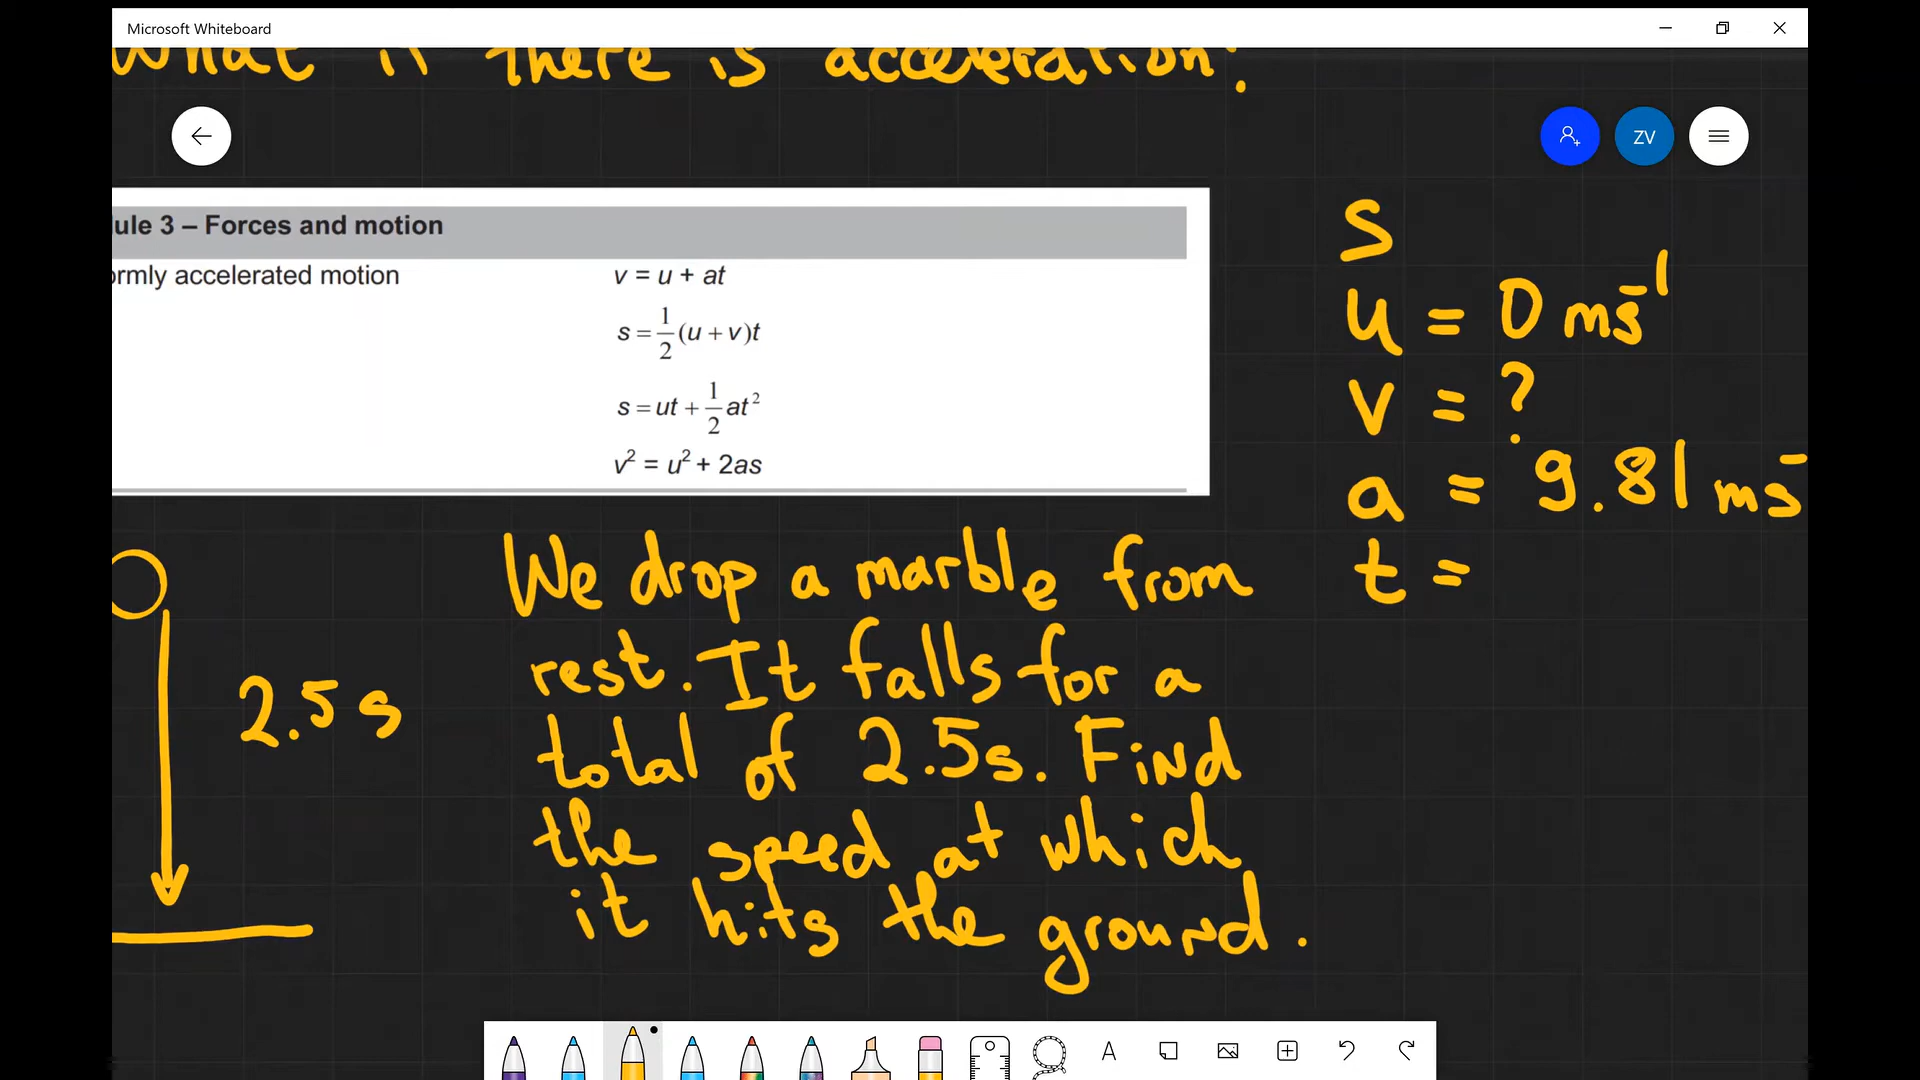 Microsoft Whiteboard
What if there is acceleration?
ZV
ule 3 – Forces and motion
ormly accelerated motion
v = u + at
s = 1/2 (u + v)t
s = ut + 1/2 at²
v² = u² + 2as
s
u = 0 ms⁻¹
v = ?
a = 9.81 ms⁻
t =
2.5 s
We drop a marble from
rest. It falls for a
total of 2.5s. Find
the speed at which
it hits the ground.
A